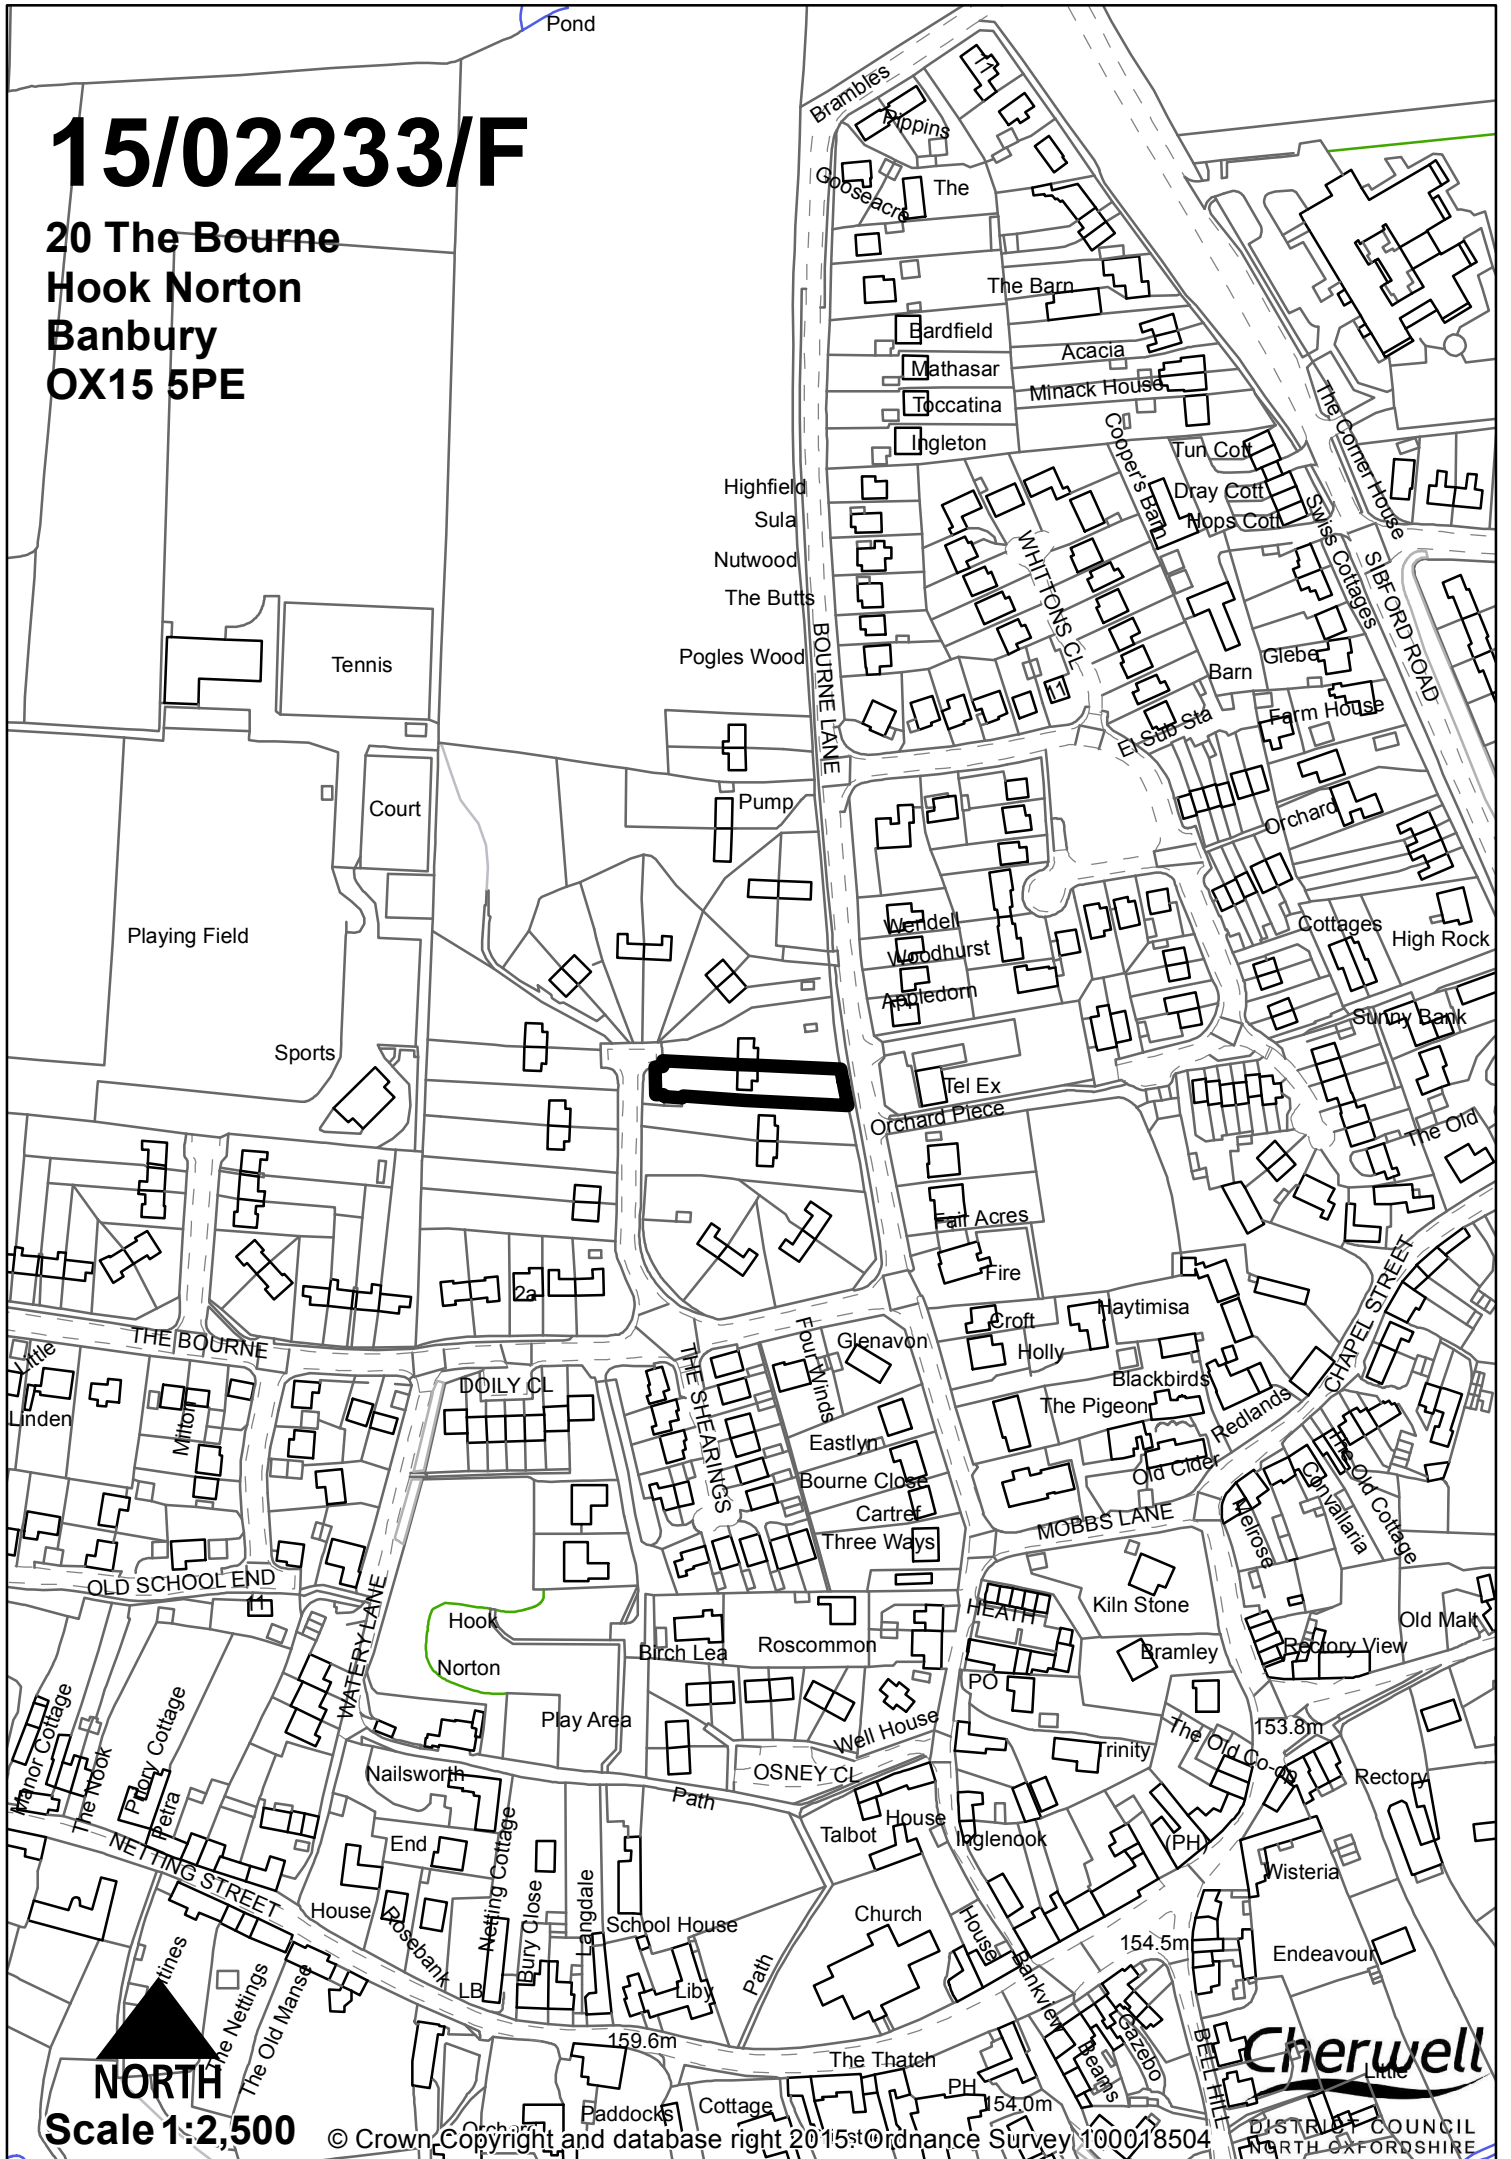 Pond
15/02233/F
20 The Bourne
Hook Norton
Banbury
OX15 5PE
Brambles
11
Pippins
Gooseacre
The
The Barn
Bardfield
Mathasar
Toccatina
Ingleton
Acacia
Minack House
The Corner House
Cooper's Barn
Tun Cott
Dray Cott
Hops Cott
Swiss Cottages
SIBFORD ROAD
Highfield
Sula
Nutwood
The Butts
Pogles Wood
BOURNE LANE
WHITTONS CL
11
Barn
Glebe
Farm House
El Sub Sta
Tennis
Court
Pump
Orchard
Playing Field
Wendell
Woodhurst
Appledorn
Cottages
High Rock
Sunny Bank
Sports
Tel Ex
Orchard Piece
The Old
Fair Acres
Fire
2a
Croft
Holly
Haytimisa
CHAPEL STREET
THE BOURNE
Little
Linden
Milton
DOILY CL
THE SHEARINGS
Four Winds
Glenavon
Blackbirds
The Pigeon
Redlands
Eastlyn
Bourne Close
Cartref
Three Ways
Old Cider
MOBBS LANE
Melrose
Convallaria
The Old Cottage
OLD SCHOOL END
11
WATERY LANE
Hook
Norton
Birch Lea
Roscommon
HEATH
PO
Kiln Stone
Bramley
Old Malt
Rectory View
Play Area
Well House
OSNEY CL
Path
Trinity
The Old Co-op
153.8m
Rectory
Manor Cottage
The Nook
Priory Cottage
Petra
NETTING STREET
Nailsworth
End
House
Rosebank
Netting Cottage
Bury Close
Langdale
School House
LB
Liby
Path
Talbot
House
Inglenook
(PH)
Wisteria
Church
House
Bankview
154.5m
Endeavour
The Nettings
The Old Manse
159.6m
The Thatch
PH
154.0m
Beams
Gazebo
BELL HILL
Little
Paddocks
Cottage
NORTH
Scale 1:2,500
© Crown Copyright and database right 2015. Ordnance Survey 100018504
Cherwell
DISTRICT COUNCIL
NORTH OXFORDSHIRE